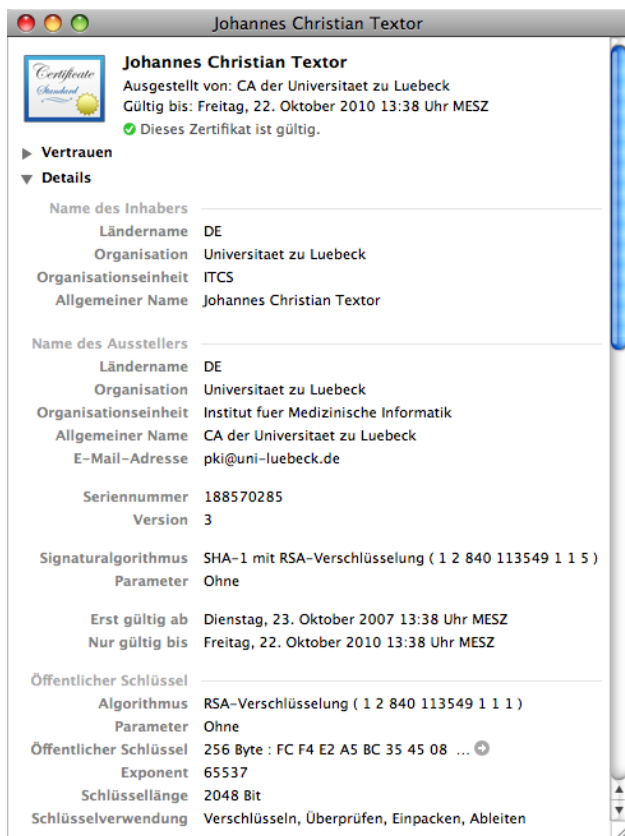 Johannes Christian Textor
Certificate
Standard
Johannes Christian Textor
Ausgestellt von: CA der Universitaet zu Luebeck
Gültig bis: Freitag, 22. Oktober 2010 13:38 Uhr MESZ
Dieses Zertifikat ist gültig.
Vertrauen
Details
Name des Inhabers
Ländername DE
Organisation Universitaet zu Luebeck
Organisationseinheit ITCS
Allgemeiner Name Johannes Christian Textor
Name des Ausstellers
Ländername DE
Organisation Universitaet zu Luebeck
Organisationseinheit Institut fuer Medizinische Informatik
Allgemeiner Name CA der Universitaet zu Luebeck
E-Mail-Adresse pki@uni-luebeck.de
Seriennummer 188570285
Version 3
Signaturalgorithmus SHA-1 mit RSA-Verschlüsselung ( 1 2 840 113549 1 1 5 )
Parameter Ohne
Erst gültig ab Dienstag, 23. Oktober 2007 13:38 Uhr MESZ
Nur gültig bis Freitag, 22. Oktober 2010 13:38 Uhr MESZ
Öffentlicher Schlüssel
Algorithmus RSA-Verschlüsselung ( 1 2 840 113549 1 1 1 )
Parameter Ohne
Öffentlicher Schlüssel 256 Byte : FC F4 E2 A5 BC 35 45 08 ...
Exponent 65537
Schlüssellänge 2048 Bit
Schlüsselverwendung Verschlüsseln, Überprüfen, Einpacken, Ableiten